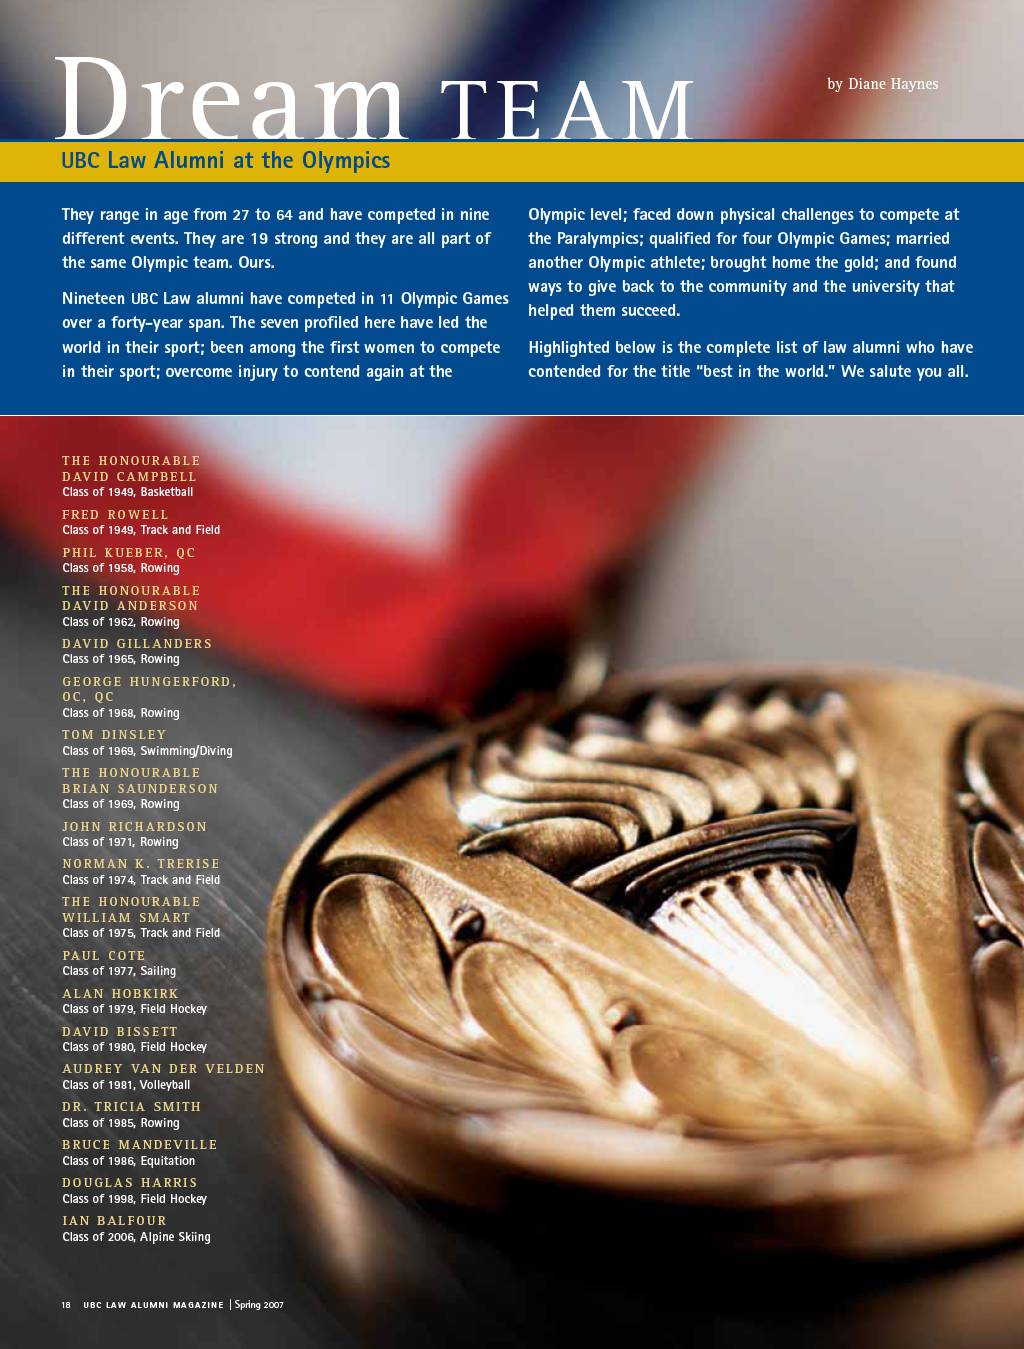 Dream TEAM
by Diane Haynes
UBC Law Alumni at the Olympics
They range in age from 27 to 64 and have competed in nine
different events. They are 19 strong and they are all part of
the same Olympic team. Ours.
Nineteen UBC Law alumni have competed in 11 Olympic Games
over a forty-year span. The seven profiled here have led the
world in their sport; been among the first women to compete
in their sport; overcome injury to contend again at the
Olympic level; faced down physical challenges to compete at
the Paralympics; qualified for four Olympic Games; married
another Olympic athlete; brought home the gold; and found
ways to give back to the community and the university that
helped them succeed.
Highlighted below is the complete list of law alumni who have
contended for the title “best in the world.” We salute you all.
THE HONOURABLE
DAVID CAMPBELL
Class of 1949, Basketball
FRED ROWELL
Class of 1949, Track and Field
PHIL KUEBER, QC
Class of 1958, Rowing
THE HONOURABLE
DAVID ANDERSON
Class of 1962, Rowing
DAVID GILLANDERS
Class of 1965, Rowing
GEORGE HUNGERFORD,
OC, QC
Class of 1968, Rowing
TOM DINSLEY
Class of 1969, Swimming/Diving
THE HONOURABLE
BRIAN SAUNDERSON
Class of 1969, Rowing
JOHN RICHARDSON
Class of 1971, Rowing
NORMAN K. TRERISE
Class of 1974, Track and Field
THE HONOURABLE
WILLIAM SMART
Class of 1975, Track and Field
PAUL COTE
Class of 1977, Sailing
ALAN HOBKIRK
Class of 1979, Field Hockey
DAVID BISSETT
Class of 1980, Field Hockey
AUDREY VAN DER VELDEN
Class of 1981, Volleyball
DR. TRICIA SMITH
Class of 1985, Rowing
BRUCE MANDEVILLE
Class of 1986, Equitation
DOUGLAS HARRIS
Class of 1998, Field Hockey
IAN BALFOUR
Class of 2006, Alpine Skiing
18 UBC LAW ALUMNI MAGAZINE | Spring 2007